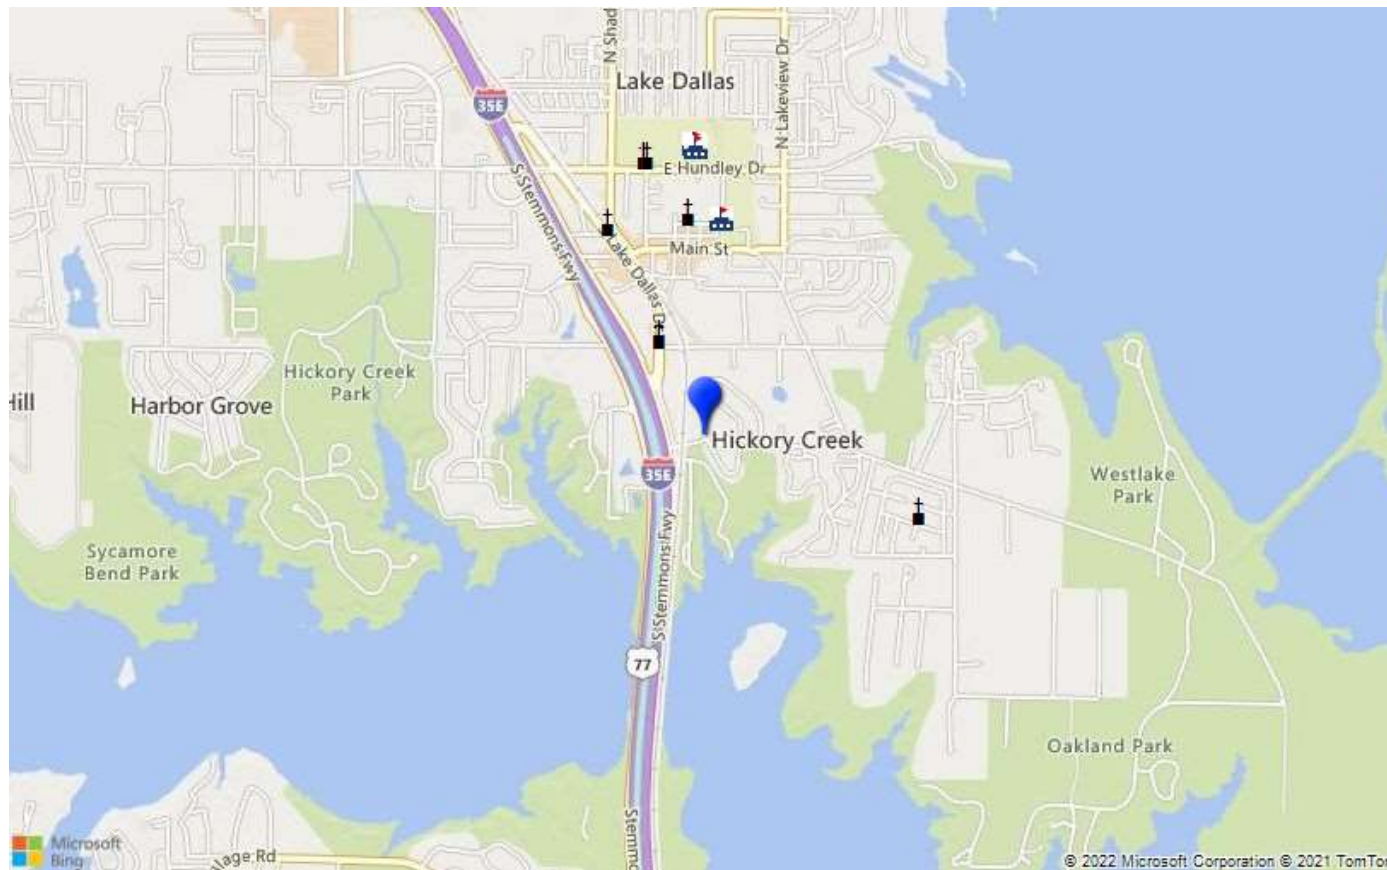 N Shad
Lake Dallas
N Lakeview Dr
35E
E Hundley Dr
S Stemmons Fwy
Main St
Lake Dallas Dr
Hickory Creek
Park
Hill
Harbor Grove
Hickory Creek
35E
Westlake
Park
Sycamore
Bend Park
S Stemmons Fwy
77
Oakland Park
Stemmo
Microsoft
Bing
llage Rd
© 2022 Microsoft Corporation © 2021 TomTom